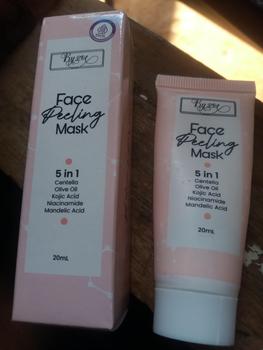 Face
Peeling
Mask
5 in 1
Centella
Olive Oil
Kojic Acid
Niacinamide
Mandelic Acid
20mL
Face
Peeling
Mask
5 in 1
Centella
Olive Oil
Kojic Acid
Niacinamide
Mandelic Acid
20mL